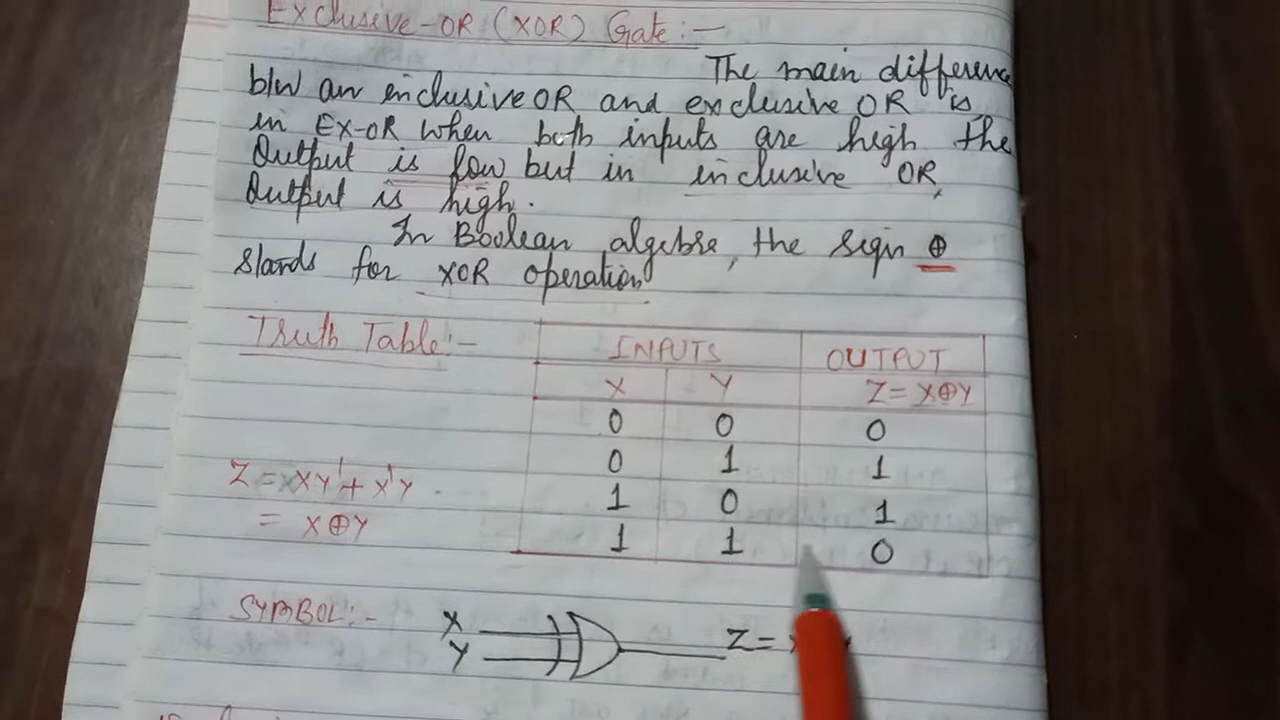 Exclusive-OR (XOR) Gate:-
The main difference
b/w an inclusive OR and exclusive OR is
in EX-OR when both inputs are high the
Output is low but in inclusive OR,
Output is high.
In Boolean algebra, the sign ⊕
stands for XOR operation
Truth Table:-
INPUTS OUTPUT
X Y Z = X⊕Y
0 0 0
0 1 1
1 0 1
1 1 0
Z = XY' + X'Y
= X⊕Y
SYMBOL:-
X
Y
Z =